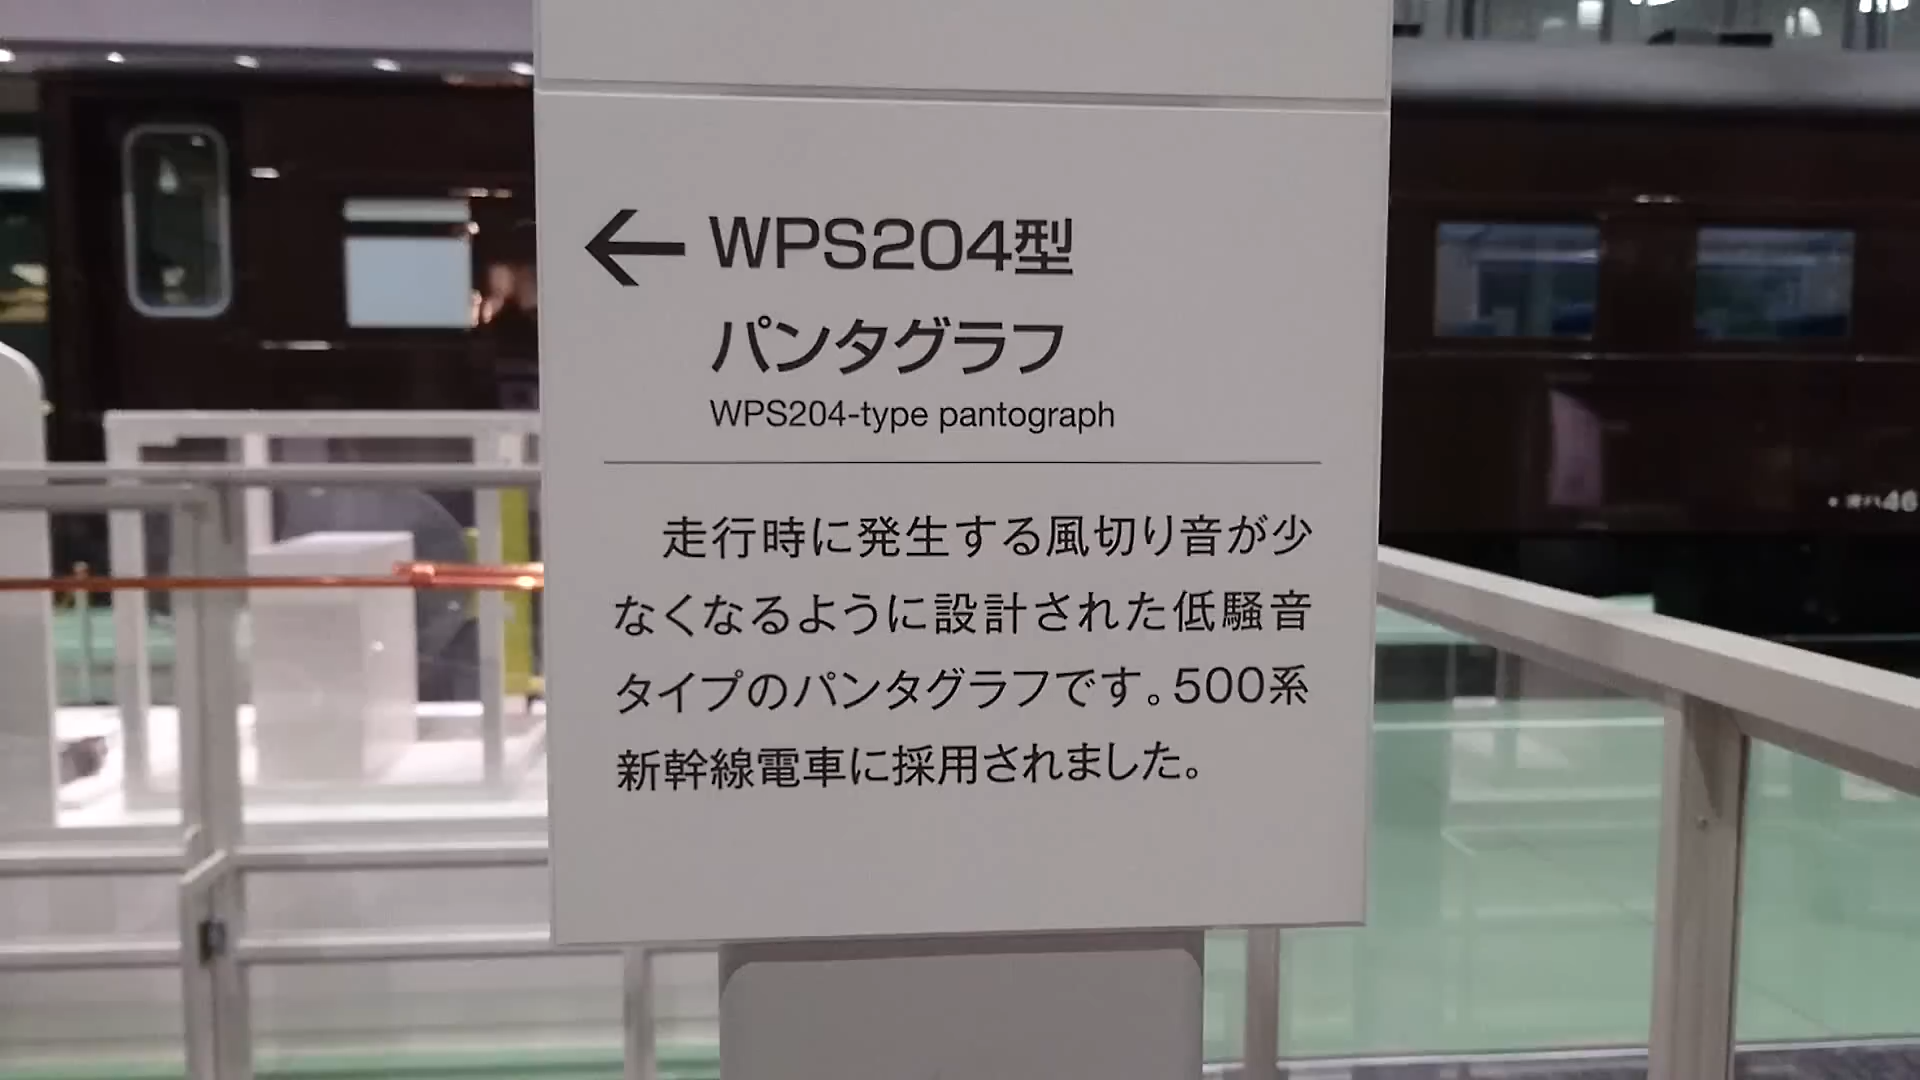 ← WPS204型
パンタグラフ
WPS204-type pantograph
走行時に発生する風切り音が少
なくなるように設計された低騒音
タイプのパンタグラフです。500系
新幹線電車に採用されました。
46